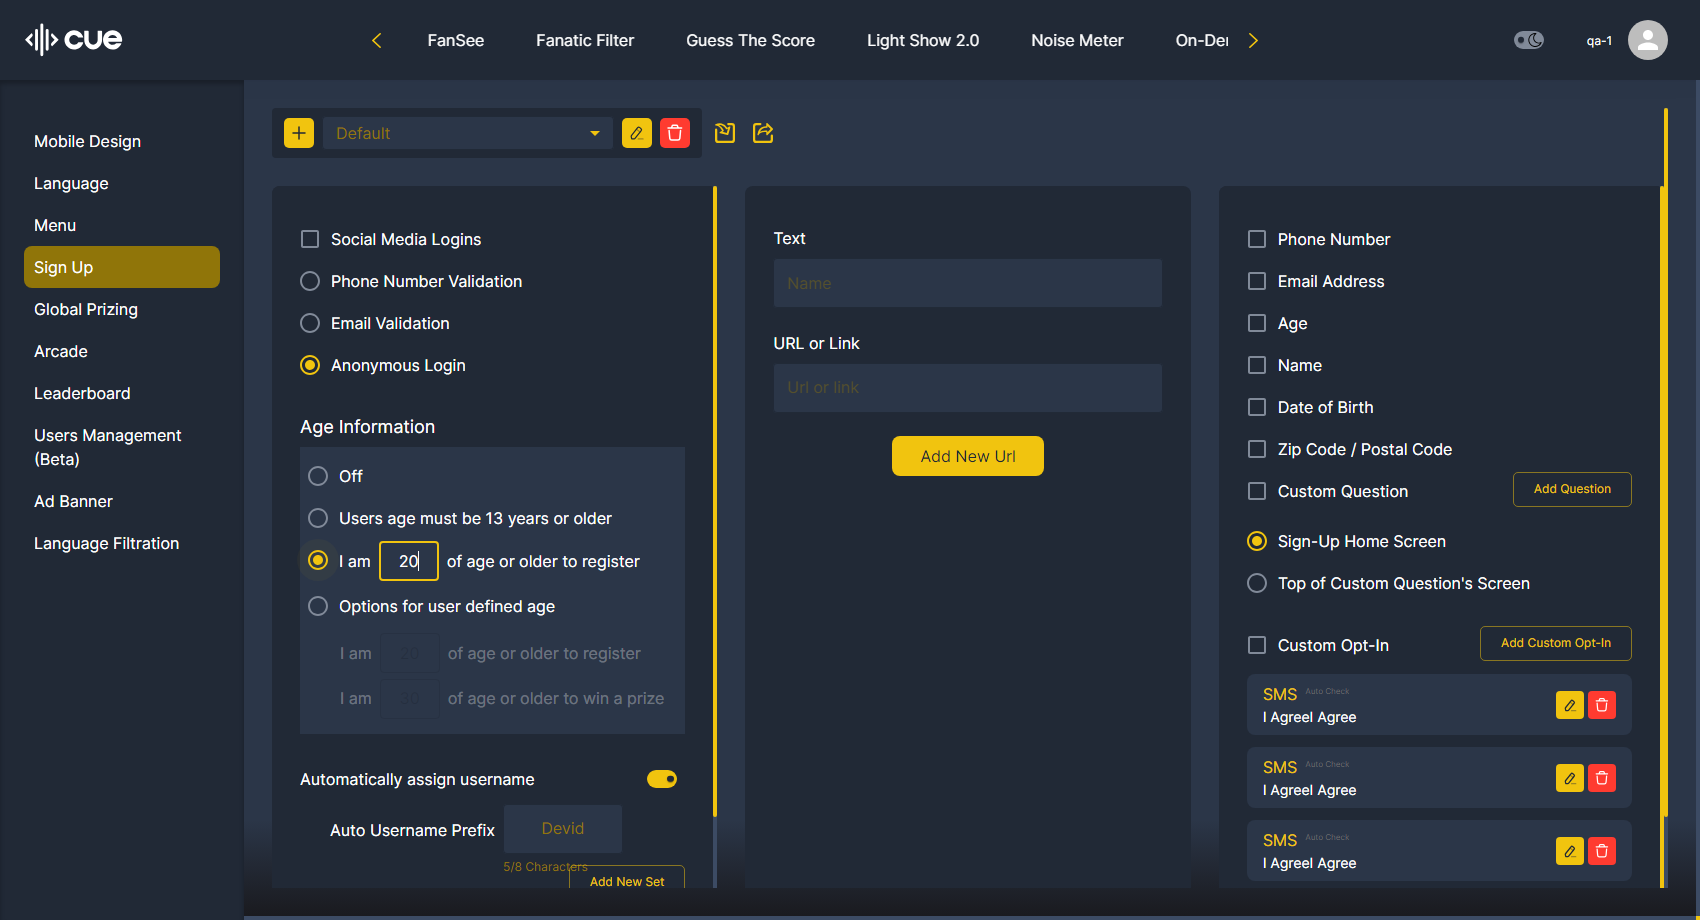 cue
FanSee
Fanatic Filter
Guess The Score
Light Show 2.0
Noise Meter
On-Der
qa-1
Mobile Design
Language
Menu
Sign Up
Global Prizing
Arcade
Leaderboard
Users Management
(Beta)
Ad Banner
Language Filtration
Default
Social Media Logins
Phone Number Validation
Email Validation
Anonymous Login
Age Information
Off
Users age must be 13 years or older
I am 20 of age or older to register
Options for user defined age
I am 20 of age or older to register
I am 30 of age or older to win a prize
Automatically assign username
Auto Username Prefix Devid
5/8 Characters
Add New Set
Text
Name
URL or Link
Url or link
Add New Url
Phone Number
Email Address
Age
Name
Date of Birth
Zip Code / Postal Code
Custom Question
Add Question
Sign-Up Home Screen
Top of Custom Question's Screen
Custom Opt-In
Add Custom Opt-In
SMS Auto Check
I AgreeI Agree
SMS Auto Check
I AgreeI Agree
SMS Auto Check
I AgreeI Agree